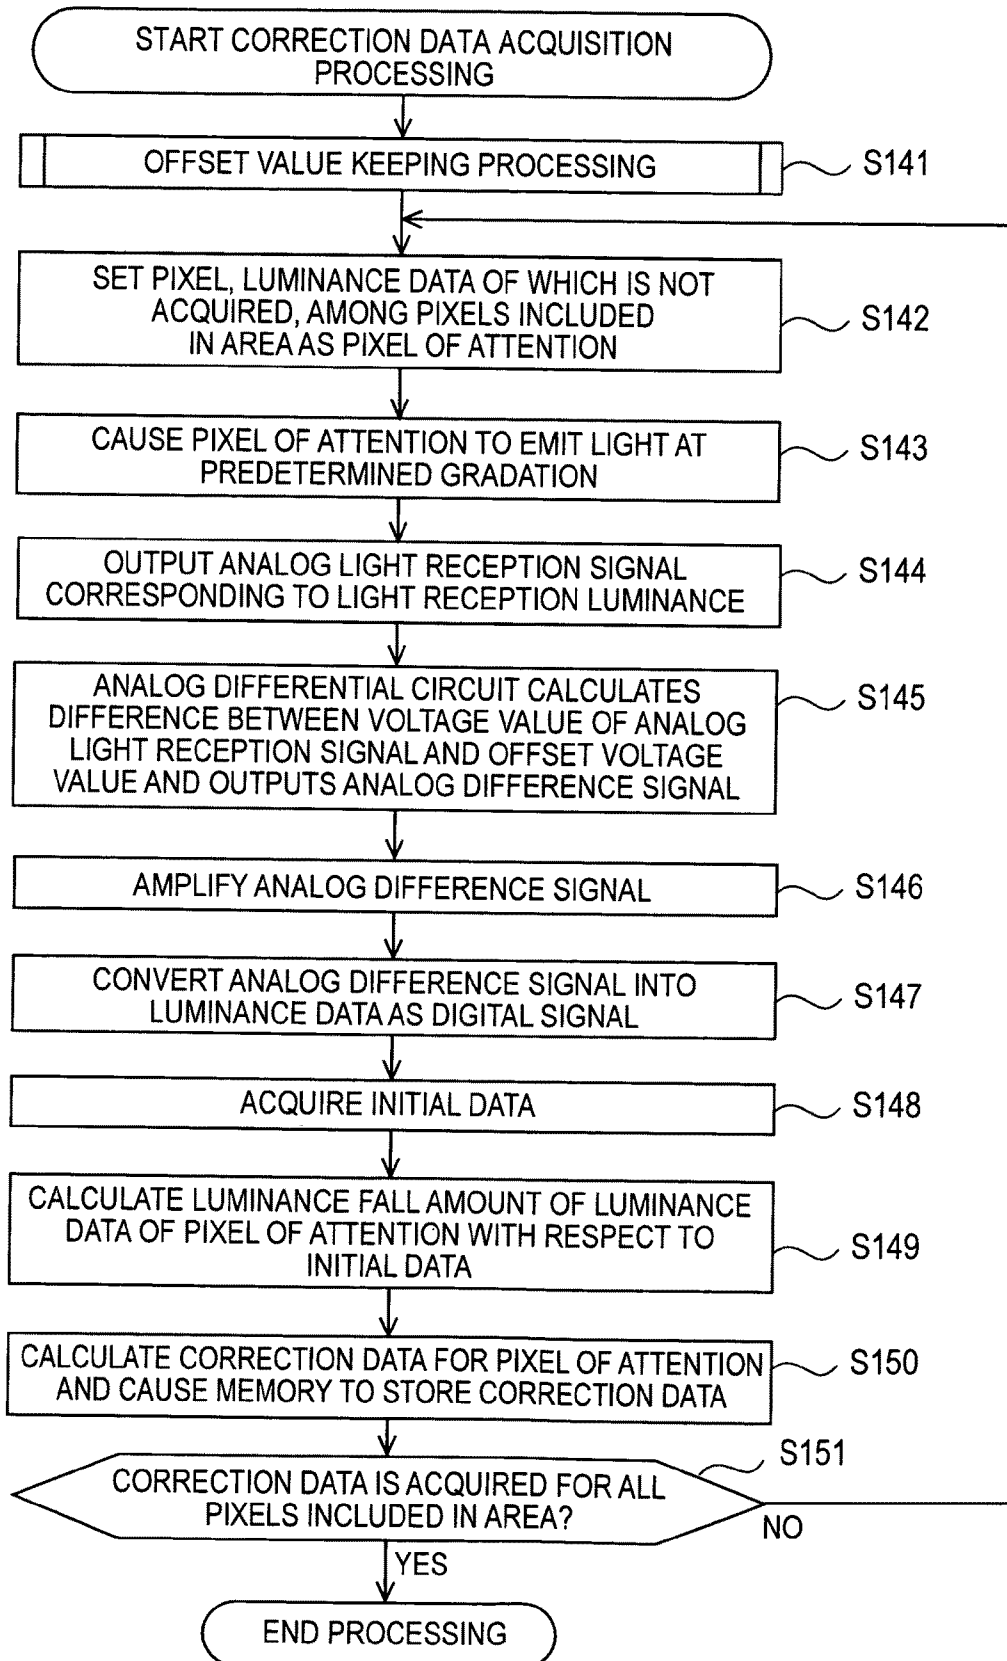 START CORRECTION DATA ACQUISITION
PROCESSING
OFFSET VALUE KEEPING PROCESSING
S141
SET PIXEL, LUMINANCE DATA OF WHICH IS NOT
ACQUIRED, AMONG PIXELS INCLUDED
IN AREA AS PIXEL OF ATTENTION
S142
CAUSE PIXEL OF ATTENTION TO EMIT LIGHT AT
PREDETERMINED GRADATION
S143
OUTPUT ANALOG LIGHT RECEPTION SIGNAL
CORRESPONDING TO LIGHT RECEPTION LUMINANCE
S144
ANALOG DIFFERENTIAL CIRCUIT CALCULATES
DIFFERENCE BETWEEN VOLTAGE VALUE OF ANALOG
LIGHT RECEPTION SIGNAL AND OFFSET VOLTAGE
VALUE AND OUTPUTS ANALOG DIFFERENCE SIGNAL
S145
AMPLIFY ANALOG DIFFERENCE SIGNAL
S146
CONVERT ANALOG DIFFERENCE SIGNAL INTO
LUMINANCE DATA AS DIGITAL SIGNAL
S147
ACQUIRE INITIAL DATA
S148
CALCULATE LUMINANCE FALL AMOUNT OF LUMINANCE
DATA OF PIXEL OF ATTENTION WITH RESPECT TO
INITIAL DATA
S149
CALCULATE CORRECTION DATA FOR PIXEL OF ATTENTION
AND CAUSE MEMORY TO STORE CORRECTION DATA
S150
CORRECTION DATA IS ACQUIRED FOR ALL
PIXELS INCLUDED IN AREA?
S151
NO
YES
END PROCESSING